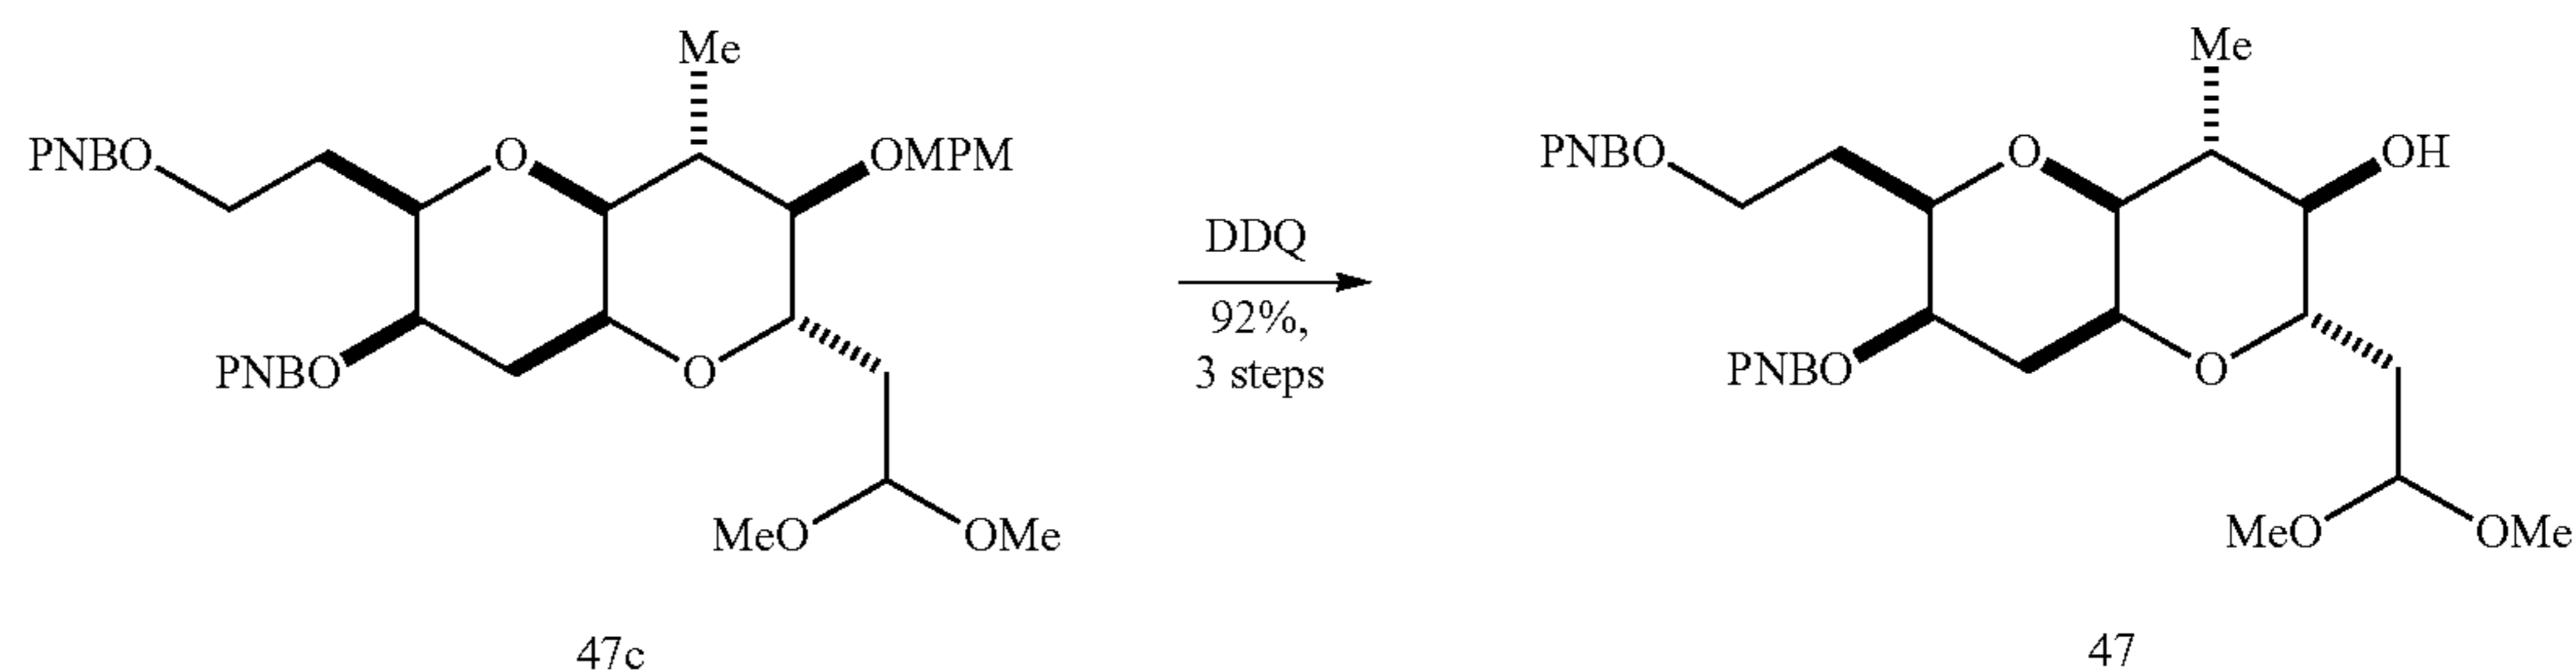 Me
Me
PNBO O OMPM
PNBO O OH
DDQ
92%,
3 steps
PNBO O
PNBO O
MeO OMe
MeO OMe
47c
47